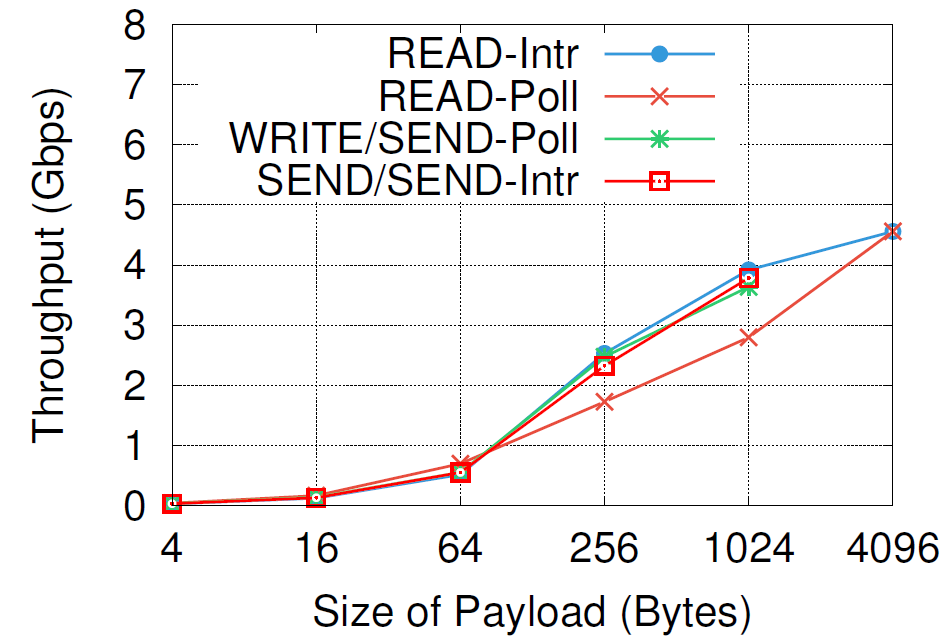 8
7
6
5
4
3
2
1
0
Throughput (Gbps)
READ-Intr
READ-Poll
WRITE/SEND-Poll
SEND/SEND-Intr
4 16 64 256 1024 4096
Size of Payload (Bytes)